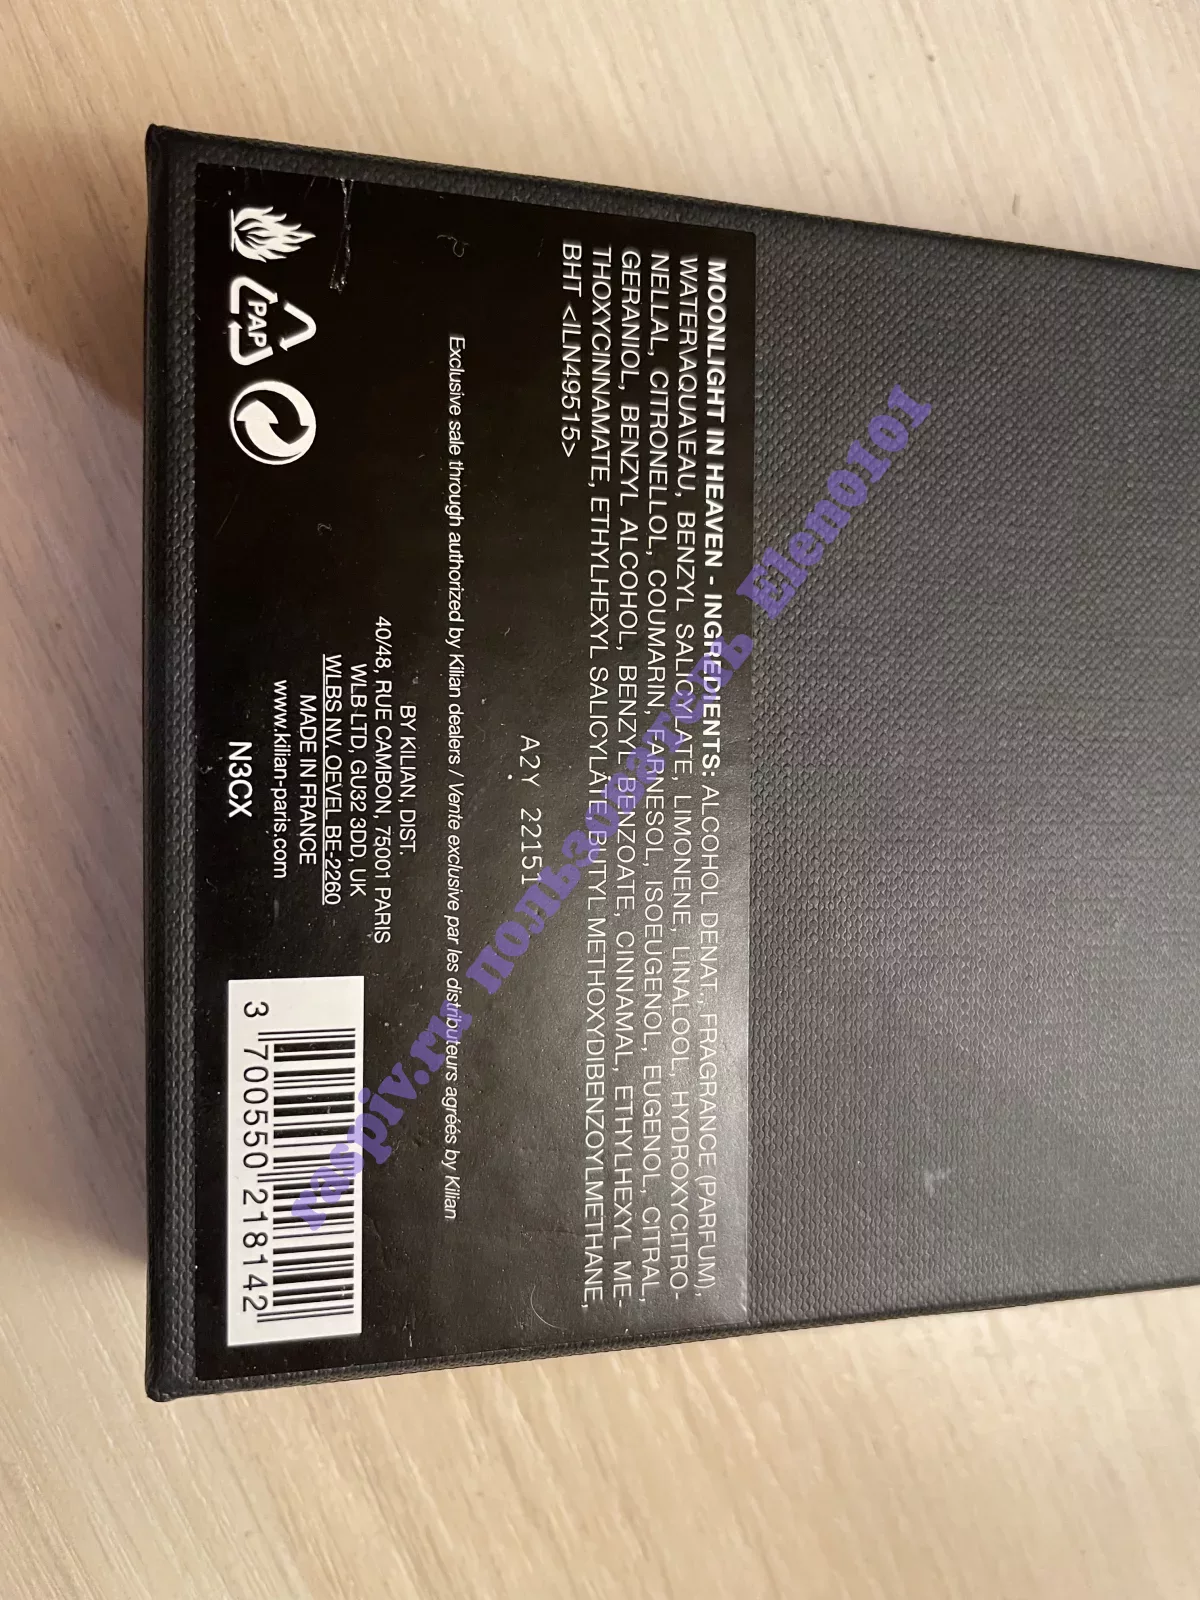 MOONLIGHT IN HEAVEN - INGREDIENTS: ALCOHOL DENAT., FRAGRANCE (PARFUM),
WATER\AQUA\EAU, BENZYL SALICYLATE, LIMONENE, LINALOOL, HYDROXYCITRO-
NELLAL, CITRONELLOL, COUMARIN, FARNESOL, ISOEUGENOL, EUGENOL, CITRAL,
GERANIOL, BENZYL ALCOHOL, BENZYL BENZOATE, CINNAMAL, ETHYLHEXYL ME-
THOXYCINNAMATE, ETHYLHEXYL SALICYLATE, BUTYL METHOXYDIBENZOYLMETHANE,
BHT <ILN49515>
A2Y 22151
Exclusive sale through authorized by Kilian dealers / Vente exclusive par les distributeurs agréés by Kilian
BY KILIAN, DIST.
40/48, RUE CAMBON, 75001 PARIS
WLB LTD, GU32 3DD, UK
WLBS NV. OEVEL BE-2260
MADE IN FRANCE
www.kilian-paris.com
N3CX
PAP
3 700550 218142
raspiv.ru пользователь Elen0101